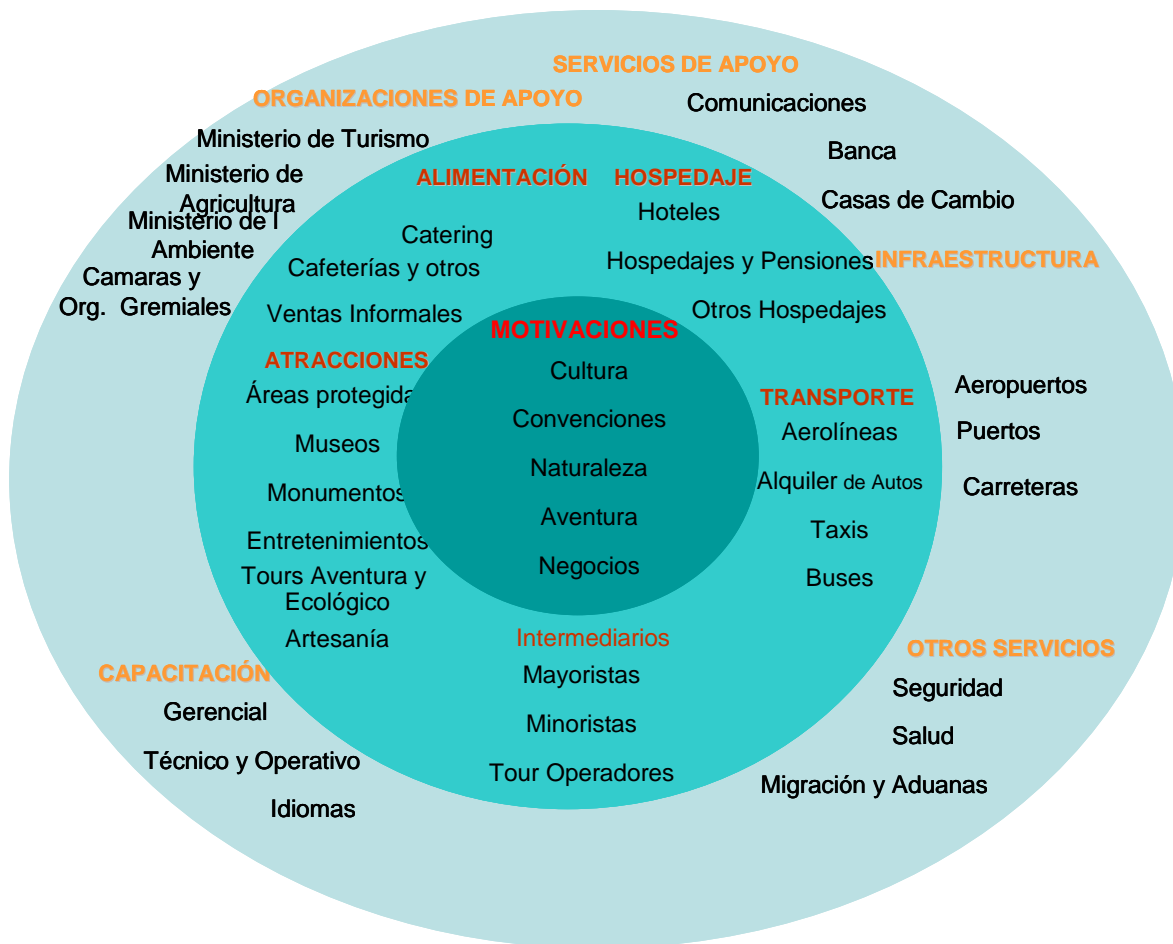 SERVICIOS DE APOYO
Comunicaciones
Banca
Casas de Cambio
ORGANIZACIONES DE APOYO
Ministerio de Turismo
Ministerio de
Agricultura
Ministerio de l
Ambiente
Camaras y
Org. Gremiales
ALIMENTACIÓN
Catering
Cafeterías y otros
Ventas Informales
HOSPEDAJE
Hoteles
Hospedajes y Pensiones
Otros Hospedajes
INFRAESTRUCTURA
Aeropuertos
Puertos
Carreteras
MOTIVACIONES
Cultura
Convenciones
Naturaleza
Aventura
Negocios
ATRACCIONES
Áreas protegida
Museos
Monumentos
Entretenimientos
Tours Aventura y
Ecológico
Artesanía
TRANSPORTE
Aerolíneas
Alquiler de Autos
Taxis
Buses
Intermediarios
Mayoristas
Minoristas
Tour Operadores
CAPACITACIÓN
Gerencial
Técnico y Operativo
Idiomas
OTROS SERVICIOS
Seguridad
Salud
Migración y Aduanas